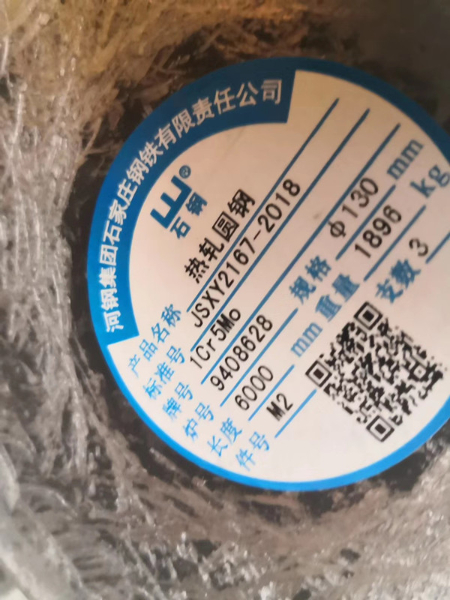 河钢集团石家庄钢铁有限责任公司
石钢®
产品名称 热轧圆钢
标准号 JSXY2167-2018
牌号 1Cr5Mo 规格 φ130 mm
炉号 9408628 重量 1896 kg
长度 6000 mm 支数 3
件号 M2